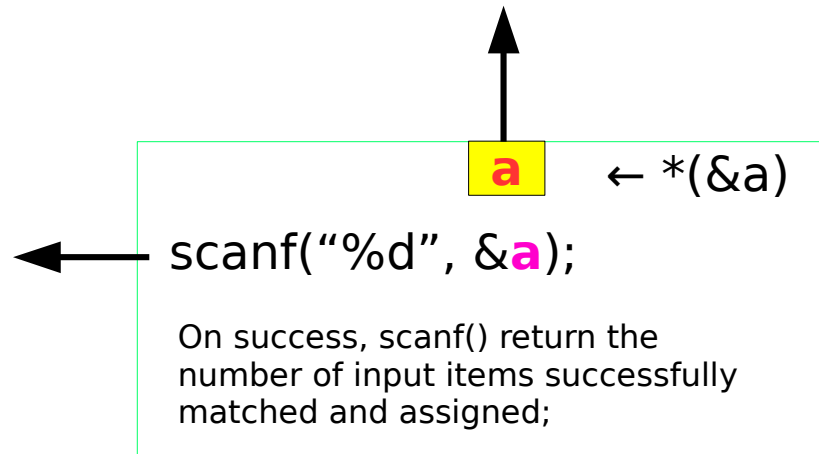 a ← *(&a)
scanf(“%d”, &a);
On success, scanf() return the
number of input items successfully
matched and assigned;